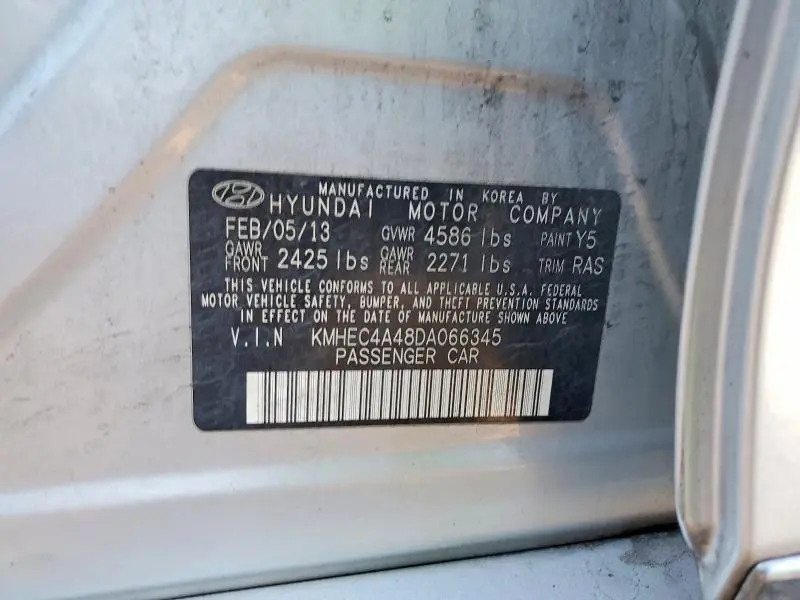 MANUFACTURED IN KOREA BY
HYUNDAI MOTOR COMPANY
FEB/05/13 GVWR 4586 lbs PAINT Y5
GAWR FRONT 2425 lbs GAWR REAR 2271 lbs TRIM RAS
THIS VEHICLE CONFORMS TO ALL APPLICABLE U.S.A. FEDERAL
MOTOR VEHICLE SAFETY, BUMPER, AND THEFT PREVENTION STANDARDS
IN EFFECT ON THE DATE OF MANUFACTURE SHOWN ABOVE
V.I.N KMHEC4A48DA066345
PASSENGER CAR